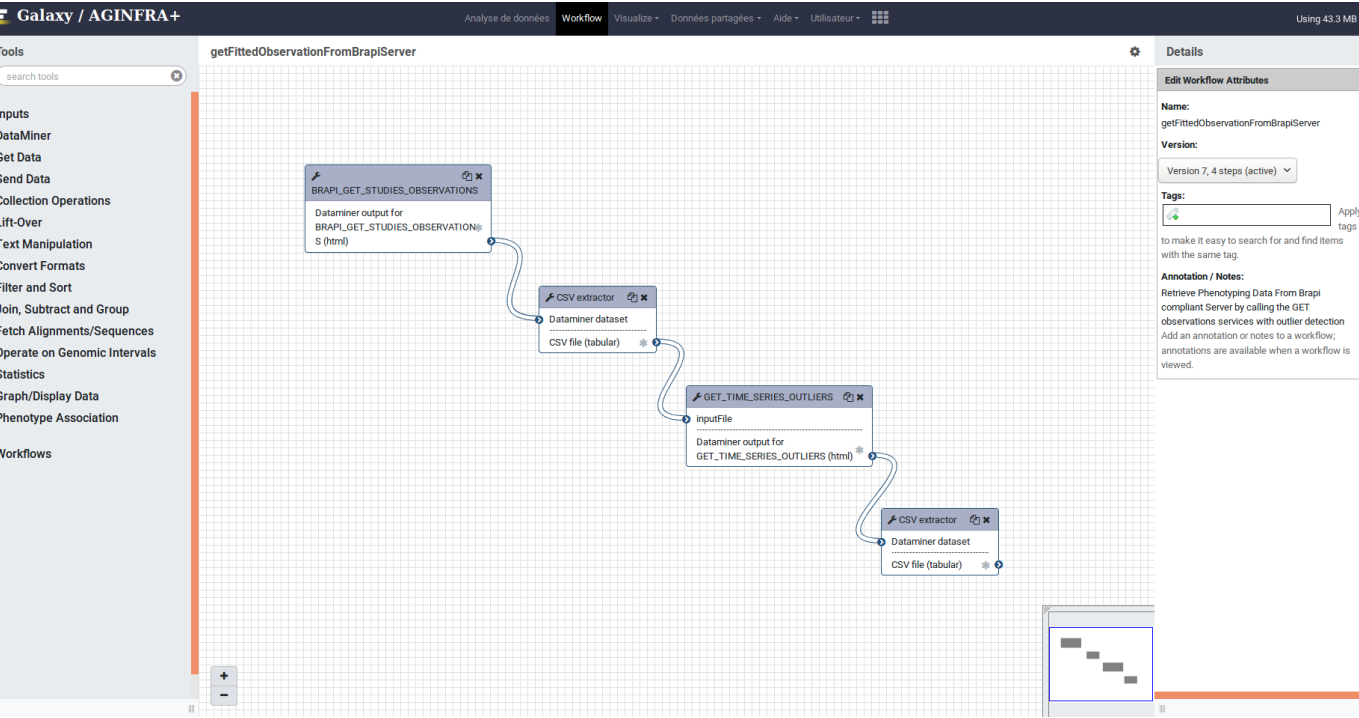 Galaxy / AGINFRA+
Analyse de données Workflow Visualize Données partagées Aide Utilisateur
Using 43.3 MB
Tools
search tools
Inputs
DataMiner
Get Data
Send Data
Collection Operations
Lift-Over
Text Manipulation
Convert Formats
Filter and Sort
Join, Subtract and Group
Fetch Alignments/Sequences
Operate on Genomic Intervals
Statistics
Graph/Display Data
Phenotype Association
Workflows
getFittedObservationFromBrapiServer
BRAPI_GET_STUDIES_OBSERVATIONS
Dataminer output for
BRAPI_GET_STUDIES_OBSERVATION
S (html)
CSV extractor
Dataminer dataset
CSV file (tabular)
GET_TIME_SERIES_OUTLIERS
inputFile
Dataminer output for
GET_TIME_SERIES_OUTLIERS (html)
CSV extractor
Dataminer dataset
CSV file (tabular)
+
−
Details
Edit Workflow Attributes
Name:
getFittedObservationFromBrapiServer
Version:
Version 7, 4 steps (active)
Tags:
Apply
tags
to make it easy to search for and find items
with the same tag.
Annotation / Notes:
Retrieve Phenotyping Data From Brapi
compliant Server by calling the GET
observations services with outlier detection
Add an annotation or notes to a workflow;
annotations are available when a workflow is
viewed.